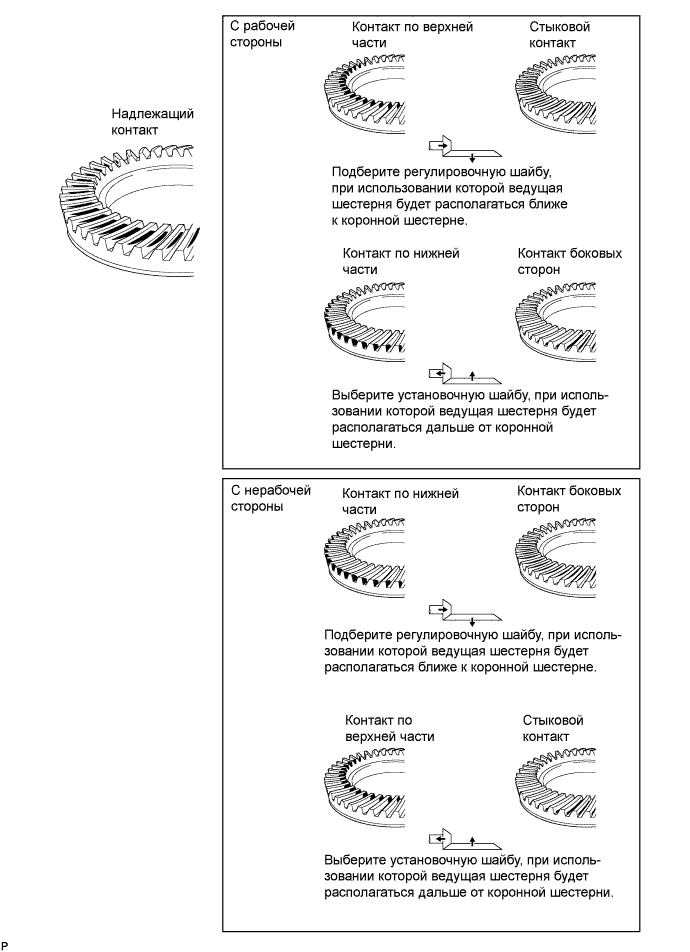 Надлежащий
контакт
С рабочей
стороны
Контакт по верхней
части
Стыковой
контакт
Подберите регулировочную шайбу,
при использовании которой ведущая
шестерня будет располагаться ближе
к коронной шестерне.
Контакт по нижней
части
Контакт боковых
сторон
Выберите установочную шайбу, при исполь-
зовании которой ведущая шестерня будет
располагаться дальше от коронной
шестерни.
С нерабочей
стороны
Контакт по нижней
части
Контакт боковых
сторон
Подберите регулировочную шайбу, при исполь-
зовании которой ведущая шестерня будет
располагаться ближе к коронной шестерне.
Контакт по
верхней части
Стыковой
контакт
Выберите установочную шайбу, при исполь-
зовании которой ведущая шестерня будет
располагаться дальше от коронной шестерни.
P